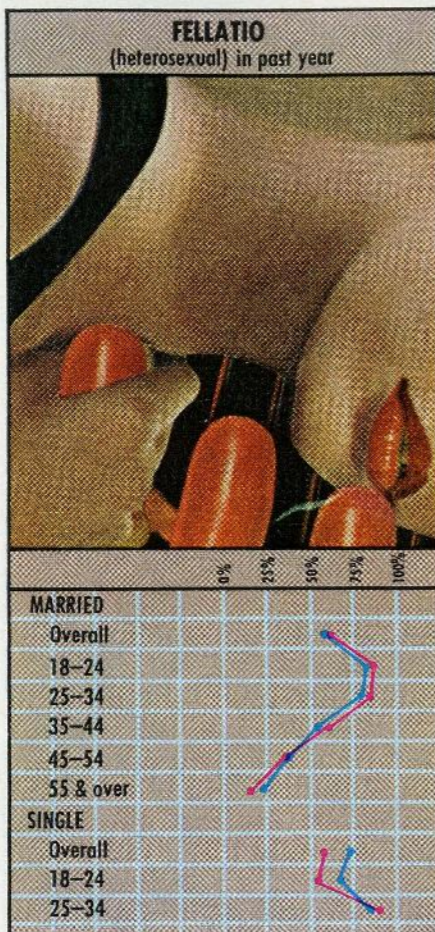 FELLATIO
(heterosexual) in past year
0% 25% 50% 75% 100%
MARRIED
Overall
18–24
25–34
35–44
45–54
55 & over
SINGLE
Overall
18–24
25–34